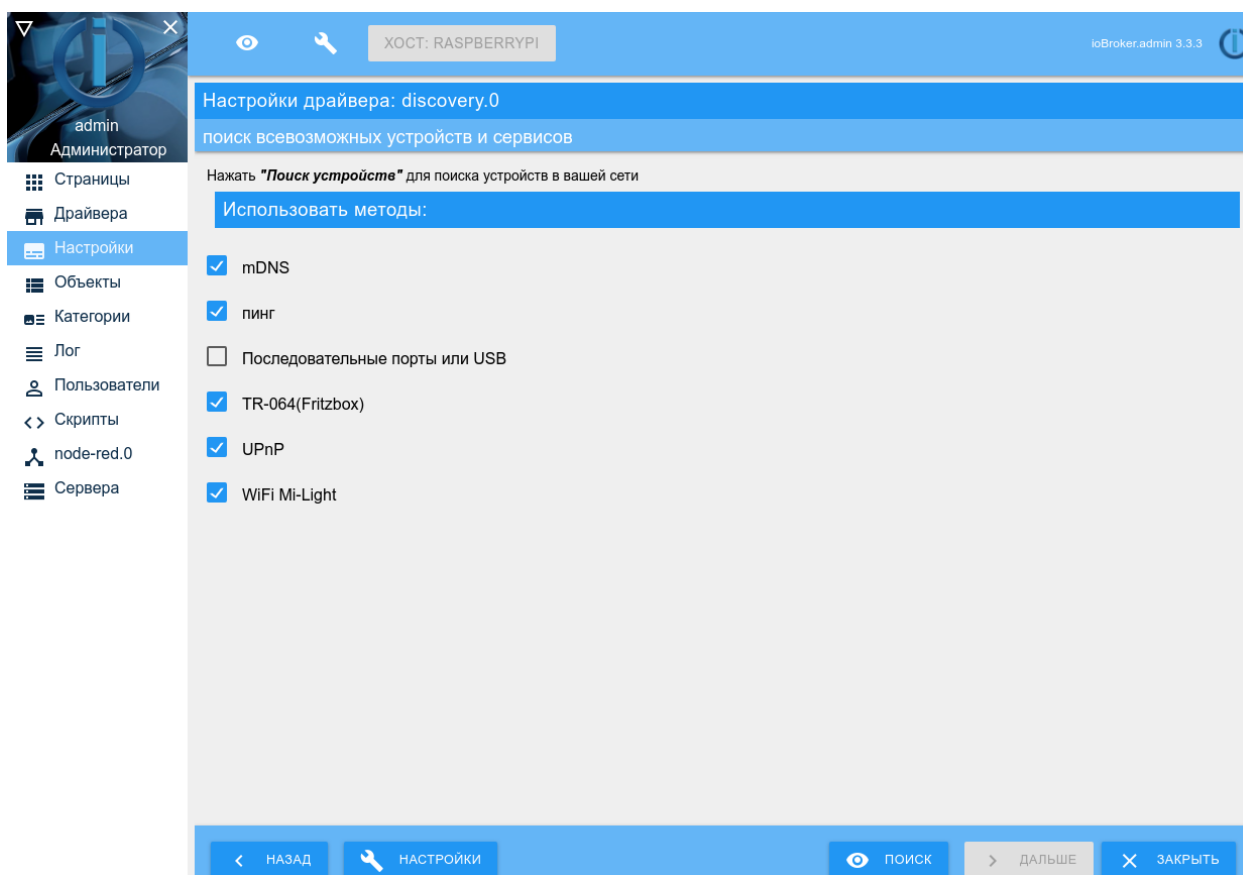 ХОСТ: RASPBERRYPI
ioBroker.admin 3.3.3
admin
Администратор
Страницы
Драйвера
Настройки
Объекты
Категории
Лог
Пользователи
Скрипты
node-red.0
Сервера
Настройки драйвера: discovery.0
поиск всевозможных устройств и сервисов
Нажать "Поиск устройств" для поиска устройств в вашей сети
Использовать методы:
mDNS
пинг
Последовательные порты или USB
TR-064(Fritzbox)
UPnP
WiFi Mi-Light
НАЗАД
НАСТРОЙКИ
ПОИСК
ДАЛЬШЕ
ЗАКРЫТЬ